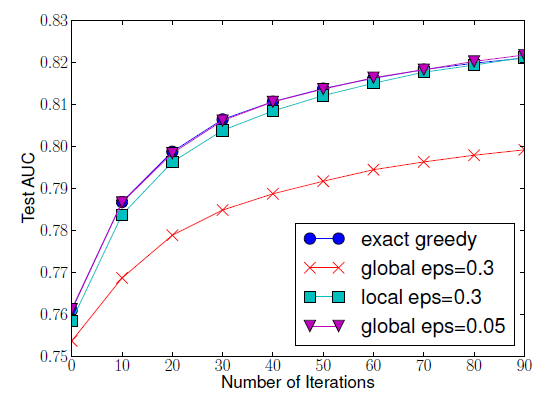 0.83
0.82
0.81
0.80
0.79
0.78
0.77
0.76
0.75
Test AUC
0 10 20 30 40 50 60 70 80 90
Number of Iterations
exact greedy
global eps=0.3
local eps=0.3
global eps=0.05